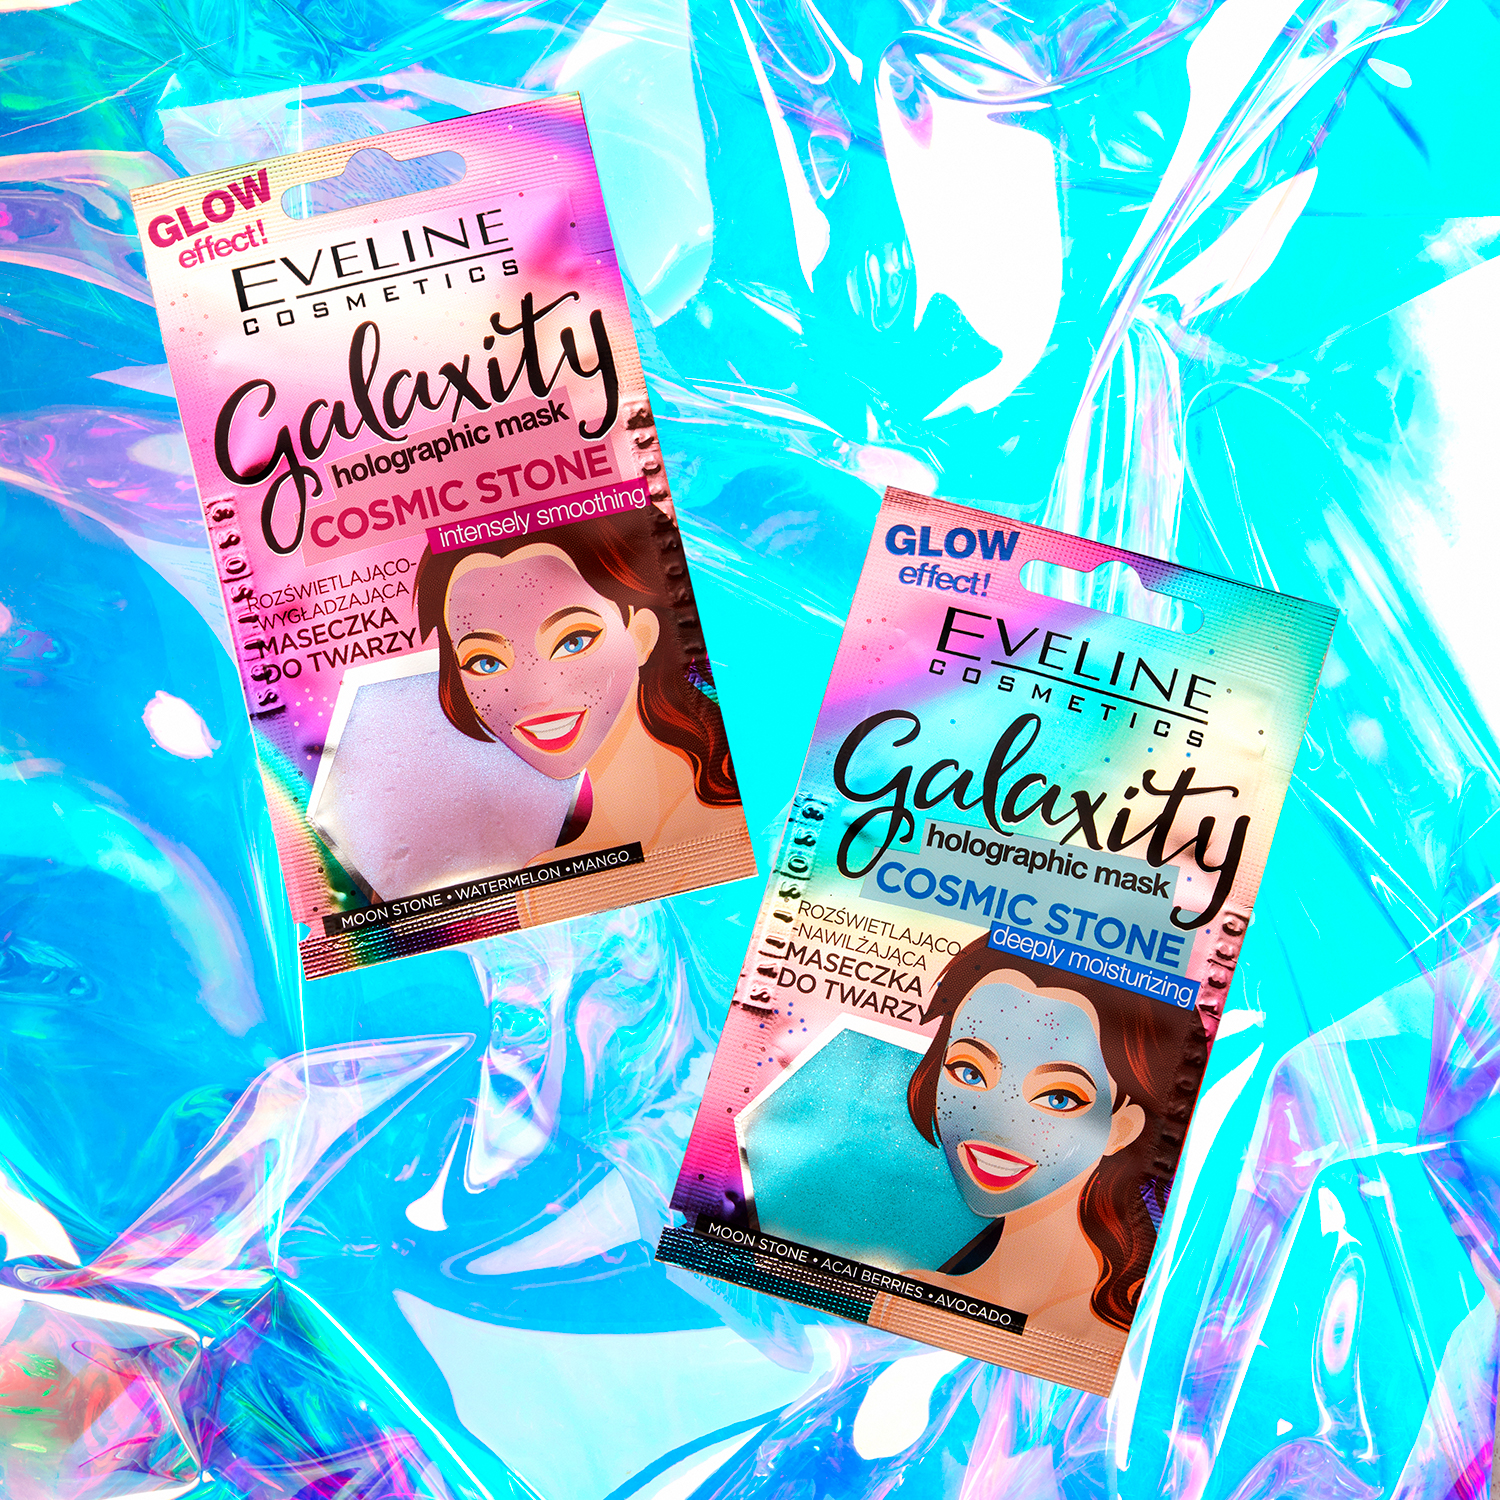 GLOW
effect!
EVELINE
COSMETICS
Galaxity
holographic mask
COSMIC STONE
intensely smoothing
ROZŚWIETLAJĄCO-
-WYGŁADZAJĄCA
MASECZKA
DO TWARZY
MOON STONE • WATERMELON • MANGO
GLOW
effect!
EVELINE
COSMETICS
Galaxity
holographic mask
COSMIC STONE
deeply moisturizing
ROZŚWIETLAJĄCO
-NAWILŻAJĄCA
MASECZKA
DO TWARZY
MOON STONE • ACAI BERRIES • AVOCADO